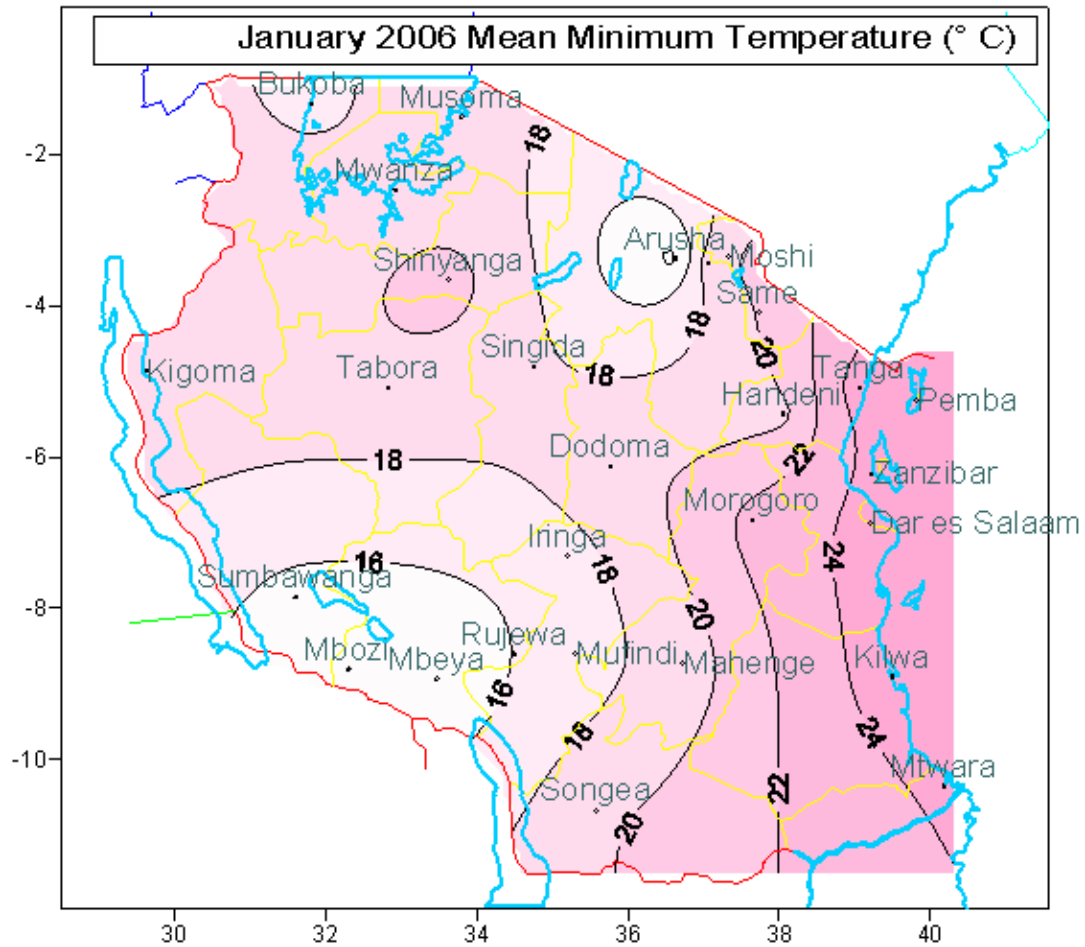 January 2006 Mean Minimum Temperature (° C)
Bukoba
Musoma
18
-2
Mwanza
Arusha
Moshi
Shinyanga
Same
-4
18
20
Singida
18
Tanga
Kigoma
Tabora
Handeni
Pemba
18
Dodoma
22
-6
Zanzibar
Morogoro
Dar es Salaam
Iringa
16
18
24
Sumbawanga
20
-8
Rujewa
Mbozi
Mbeya
Mufindi
Mahenge
Kilwa
16
18
24
-10
Mtwara
Songea
22
20
30
32
34
36
38
40